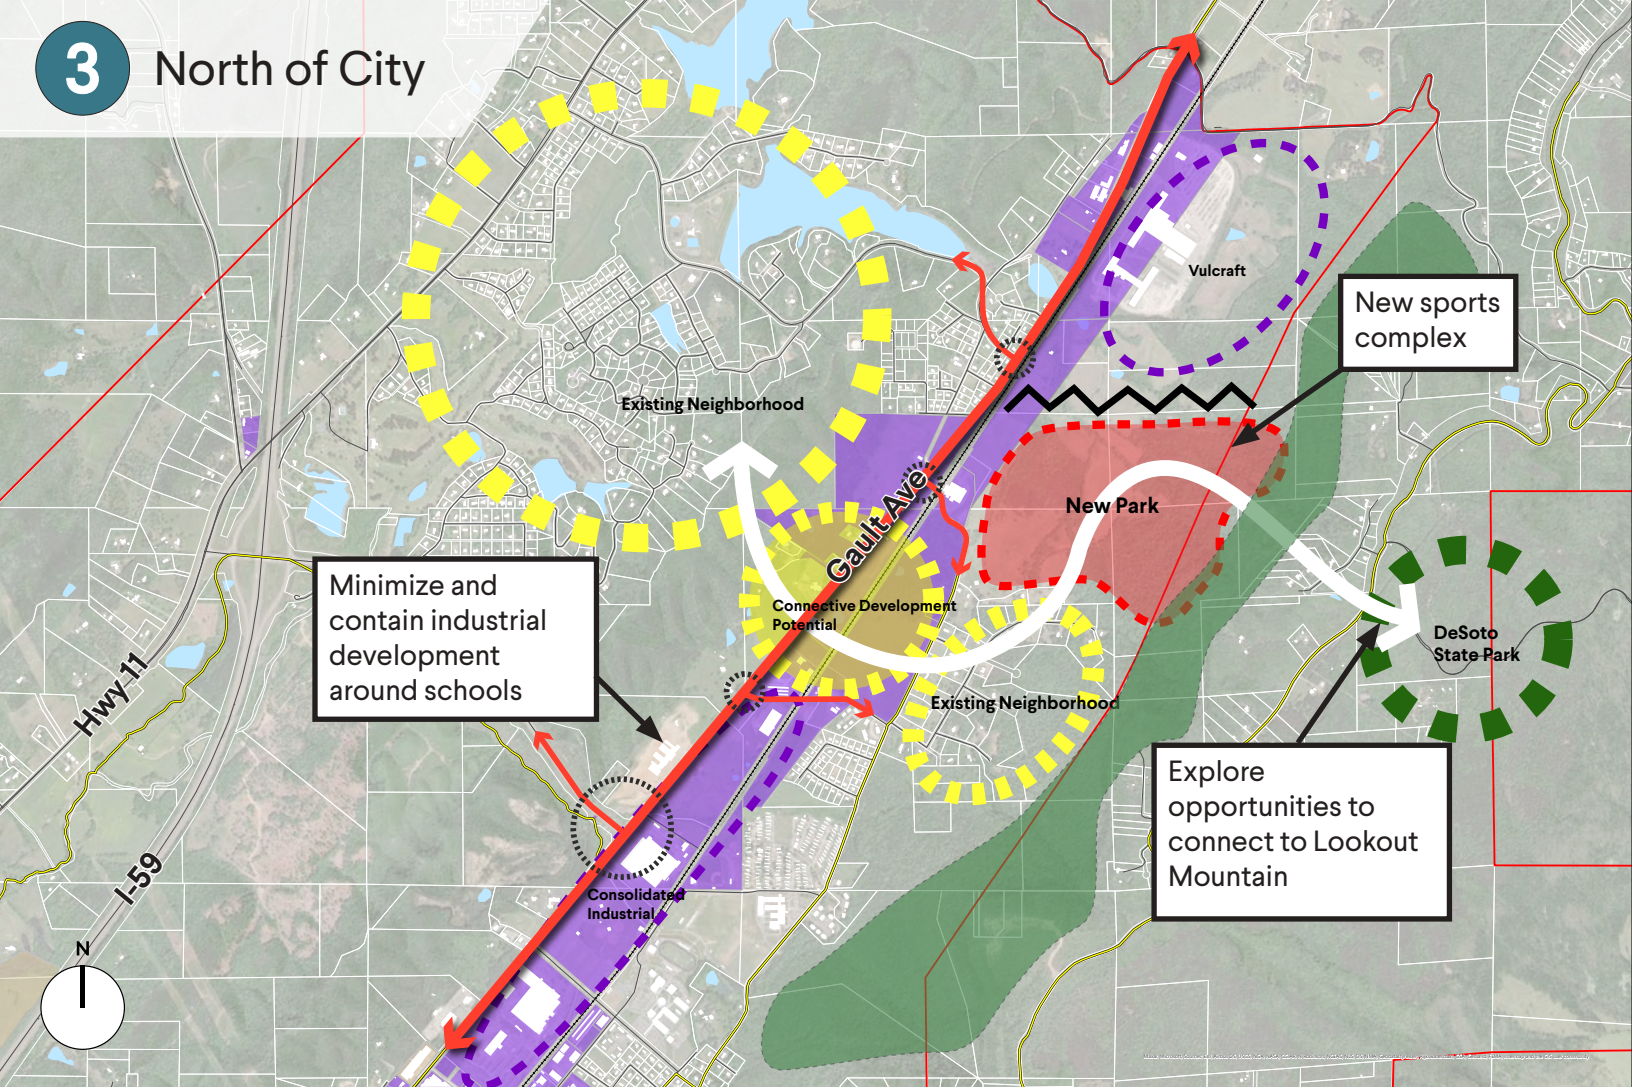 3
North of City
New sports
complex
Vulcraft
Existing Neighborhood
Gault Ave
New Park
Minimize and
contain industrial
development
around schools
Connective Development
Potential
DeSoto
State Park
Existing Neighborhood
Hwy 11
Explore
opportunities to
connect to Lookout
Mountain
I-59
Consolidated
Industrial
N